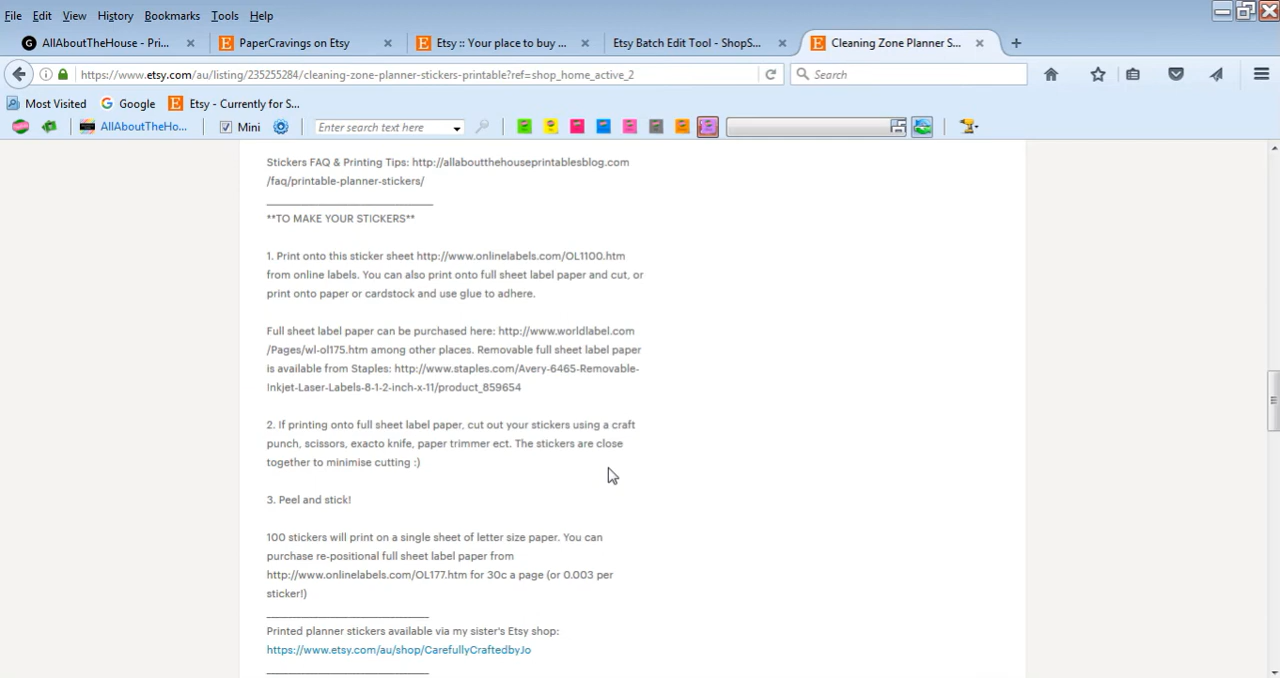 File Edit View History Bookmarks Tools Help
AllAboutTheHouse - Pri... × PaperCravings on Etsy × Etsy :: Your place to buy ... × Etsy Batch Edit Tool - ShopS... × Cleaning Zone Planner S... × +
https://www.etsy.com/au/listing/235255284/cleaning-zone-planner-stickers-printable?ref=shop_home_active_2 Search
Most Visited Google Etsy - Currently for S...
AllAboutTheHo... Mini Enter search text here
Stickers FAQ & Printing Tips: http://allaboutthehouseprintablesblog.com
/faq/printable-planner-stickers/
**TO MAKE YOUR STICKERS**
1. Print onto this sticker sheet http://www.onlinelabels.com/OL1100.htm
from online labels. You can also print onto full sheet label paper and cut, or
print onto paper or cardstock and use glue to adhere.
Full sheet label paper can be purchased here: http://www.worldlabel.com
/Pages/wl-ol175.htm among other places. Removable full sheet label paper
is available from Staples: http://www.staples.com/Avery-6465-Removable-
Inkjet-Laser-Labels-8-1-2-inch-x-11/product_859654
2. If printing onto full sheet label paper, cut out your stickers using a craft
punch, scissors, exacto knife, paper trimmer ect. The stickers are close
together to minimise cutting :)
3. Peel and stick!
100 stickers will print on a single sheet of letter size paper. You can
purchase re-positional full sheet label paper from
http://www.onlinelabels.com/OL177.htm for 30c a page (or 0.003 per
sticker!)
Printed planner stickers available via my sister's Etsy shop:
https://www.etsy.com/au/shop/CarefullyCraftedbyJo